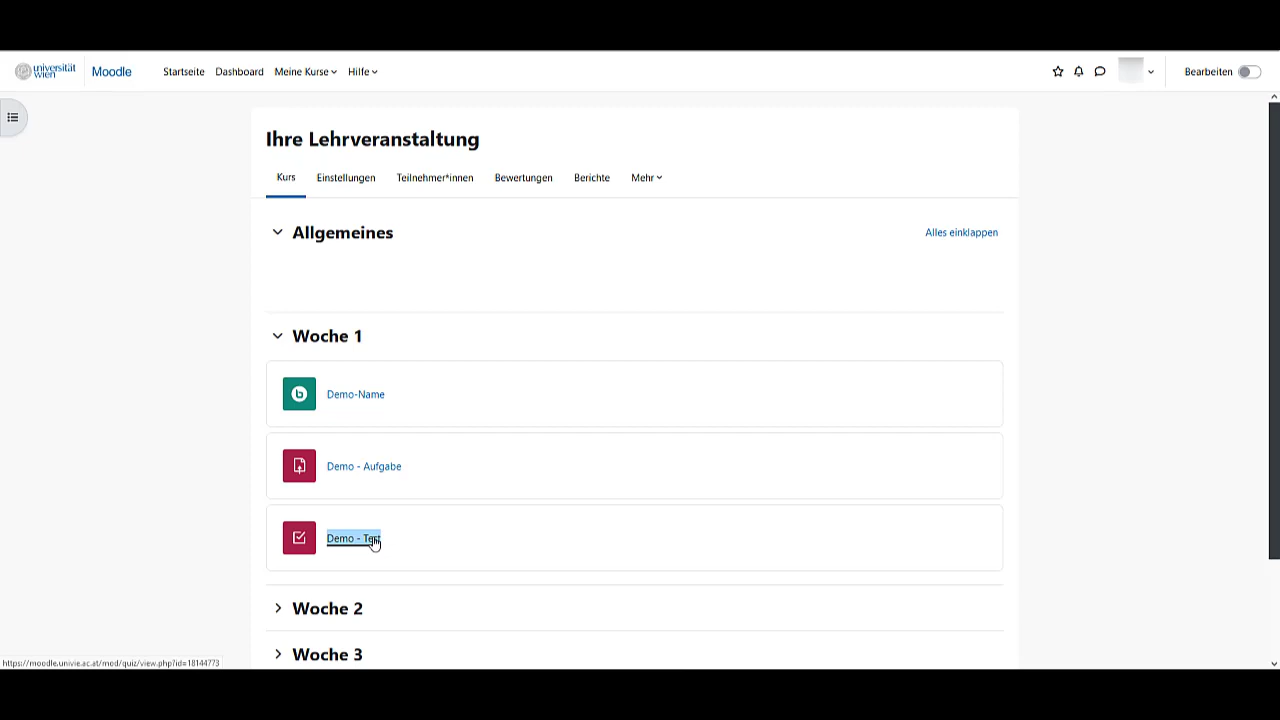 universität wien Moodle Startseite Dashboard Meine Kurse Hilfe Bearbeiten
Ihre Lehrveranstaltung
Kurs Einstellungen Teilnehmer*innen Bewertungen Berichte Mehr
Allgemeines Alles einklappen
Woche 1
Demo-Name
Demo - Aufgabe
Demo - Test
Woche 2
Woche 3
https://moodle.univie.ac.at/mod/quiz/view.php?id=18144773